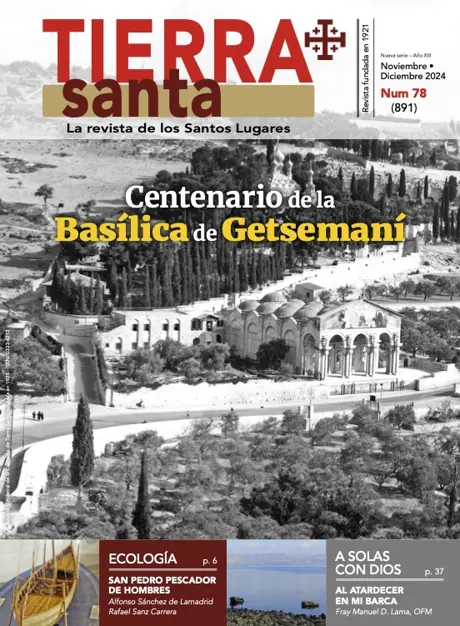 TIERRA
santa
La revista de los Santos Lugares
Revista fundada en 1921
Nueva serie – Año XIII
Noviembre •
Diciembre 2024
Num 78
(891)
Centenario de la
Basílica de Getsemaní
ECOLOGÍA p. 6
SAN PEDRO PESCADOR
DE HOMBRES
Alfonso Sánchez de Lamadrid
Rafael Sanz Carrera
A SOLAS
CON DIOS p. 37
AL ATARDECER
EN MI BARCA
Fray Manuel D. Lama, OFM